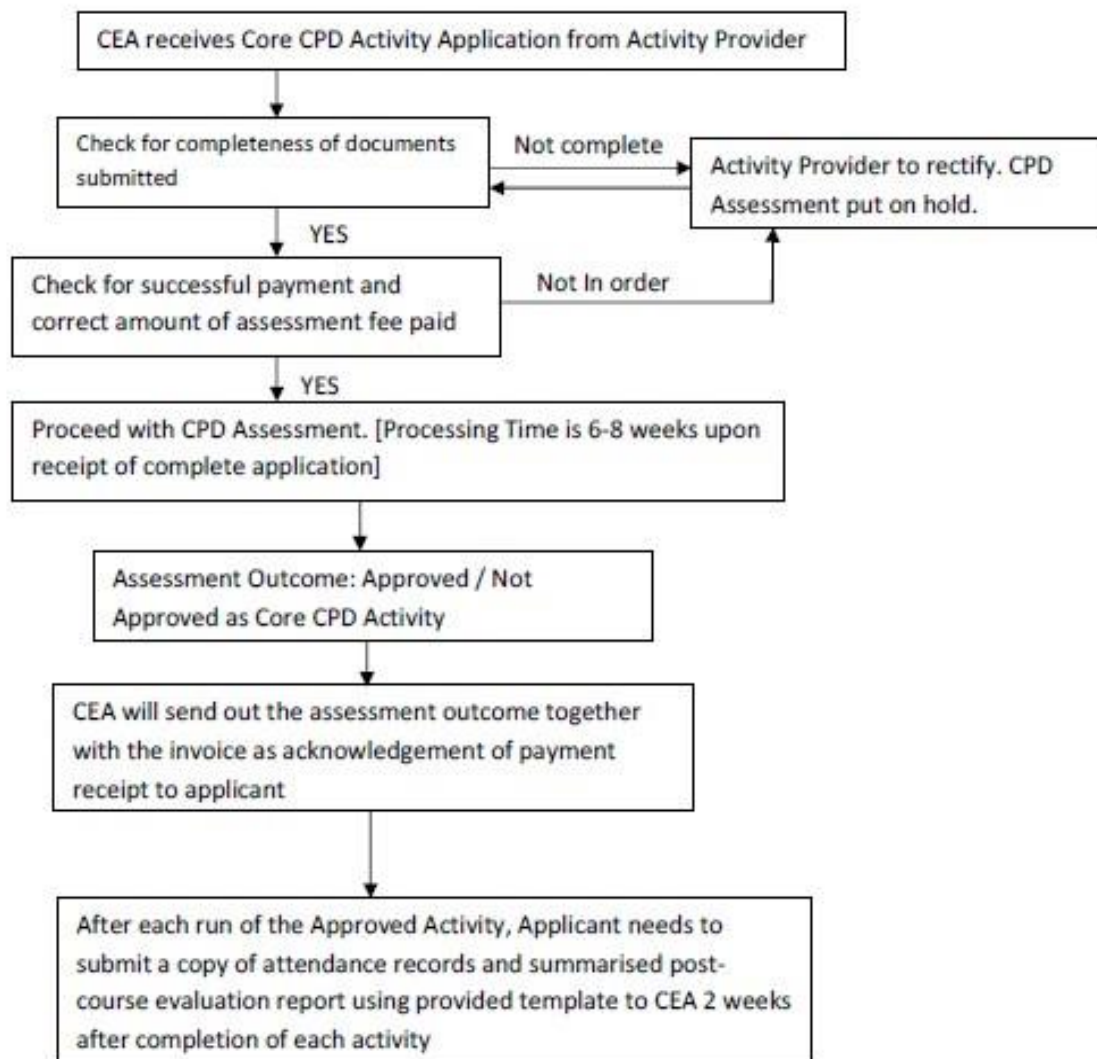 CEA receives Core CPD Activity Application from Activity Provider
Check for completeness of documents
submitted
Not complete
Activity Provider to rectify. CPD
Assessment put on hold.
YES
Check for successful payment and
correct amount of assessment fee paid
Not In order
YES
Proceed with CPD Assessment. [Processing Time is 6-8 weeks upon
receipt of complete application]
Assessment Outcome: Approved / Not
Approved as Core CPD Activity
CEA will send out the assessment outcome together
with the invoice as acknowledgement of payment
receipt to applicant
After each run of the Approved Activity, Applicant needs to
submit a copy of attendance records and summarised post-
course evaluation report using provided template to CEA 2 weeks
after completion of each activity